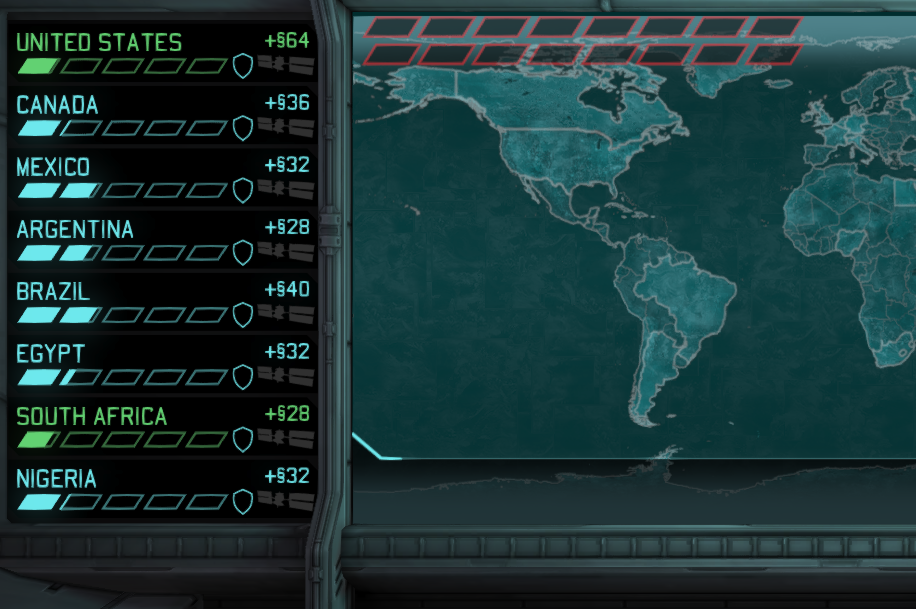 UNITED STATES +§64
CANADA +§36
MEXICO +§32
ARGENTINA +§28
BRAZIL +§40
EGYPT +§32
SOUTH AFRICA +§28
NIGERIA +§32